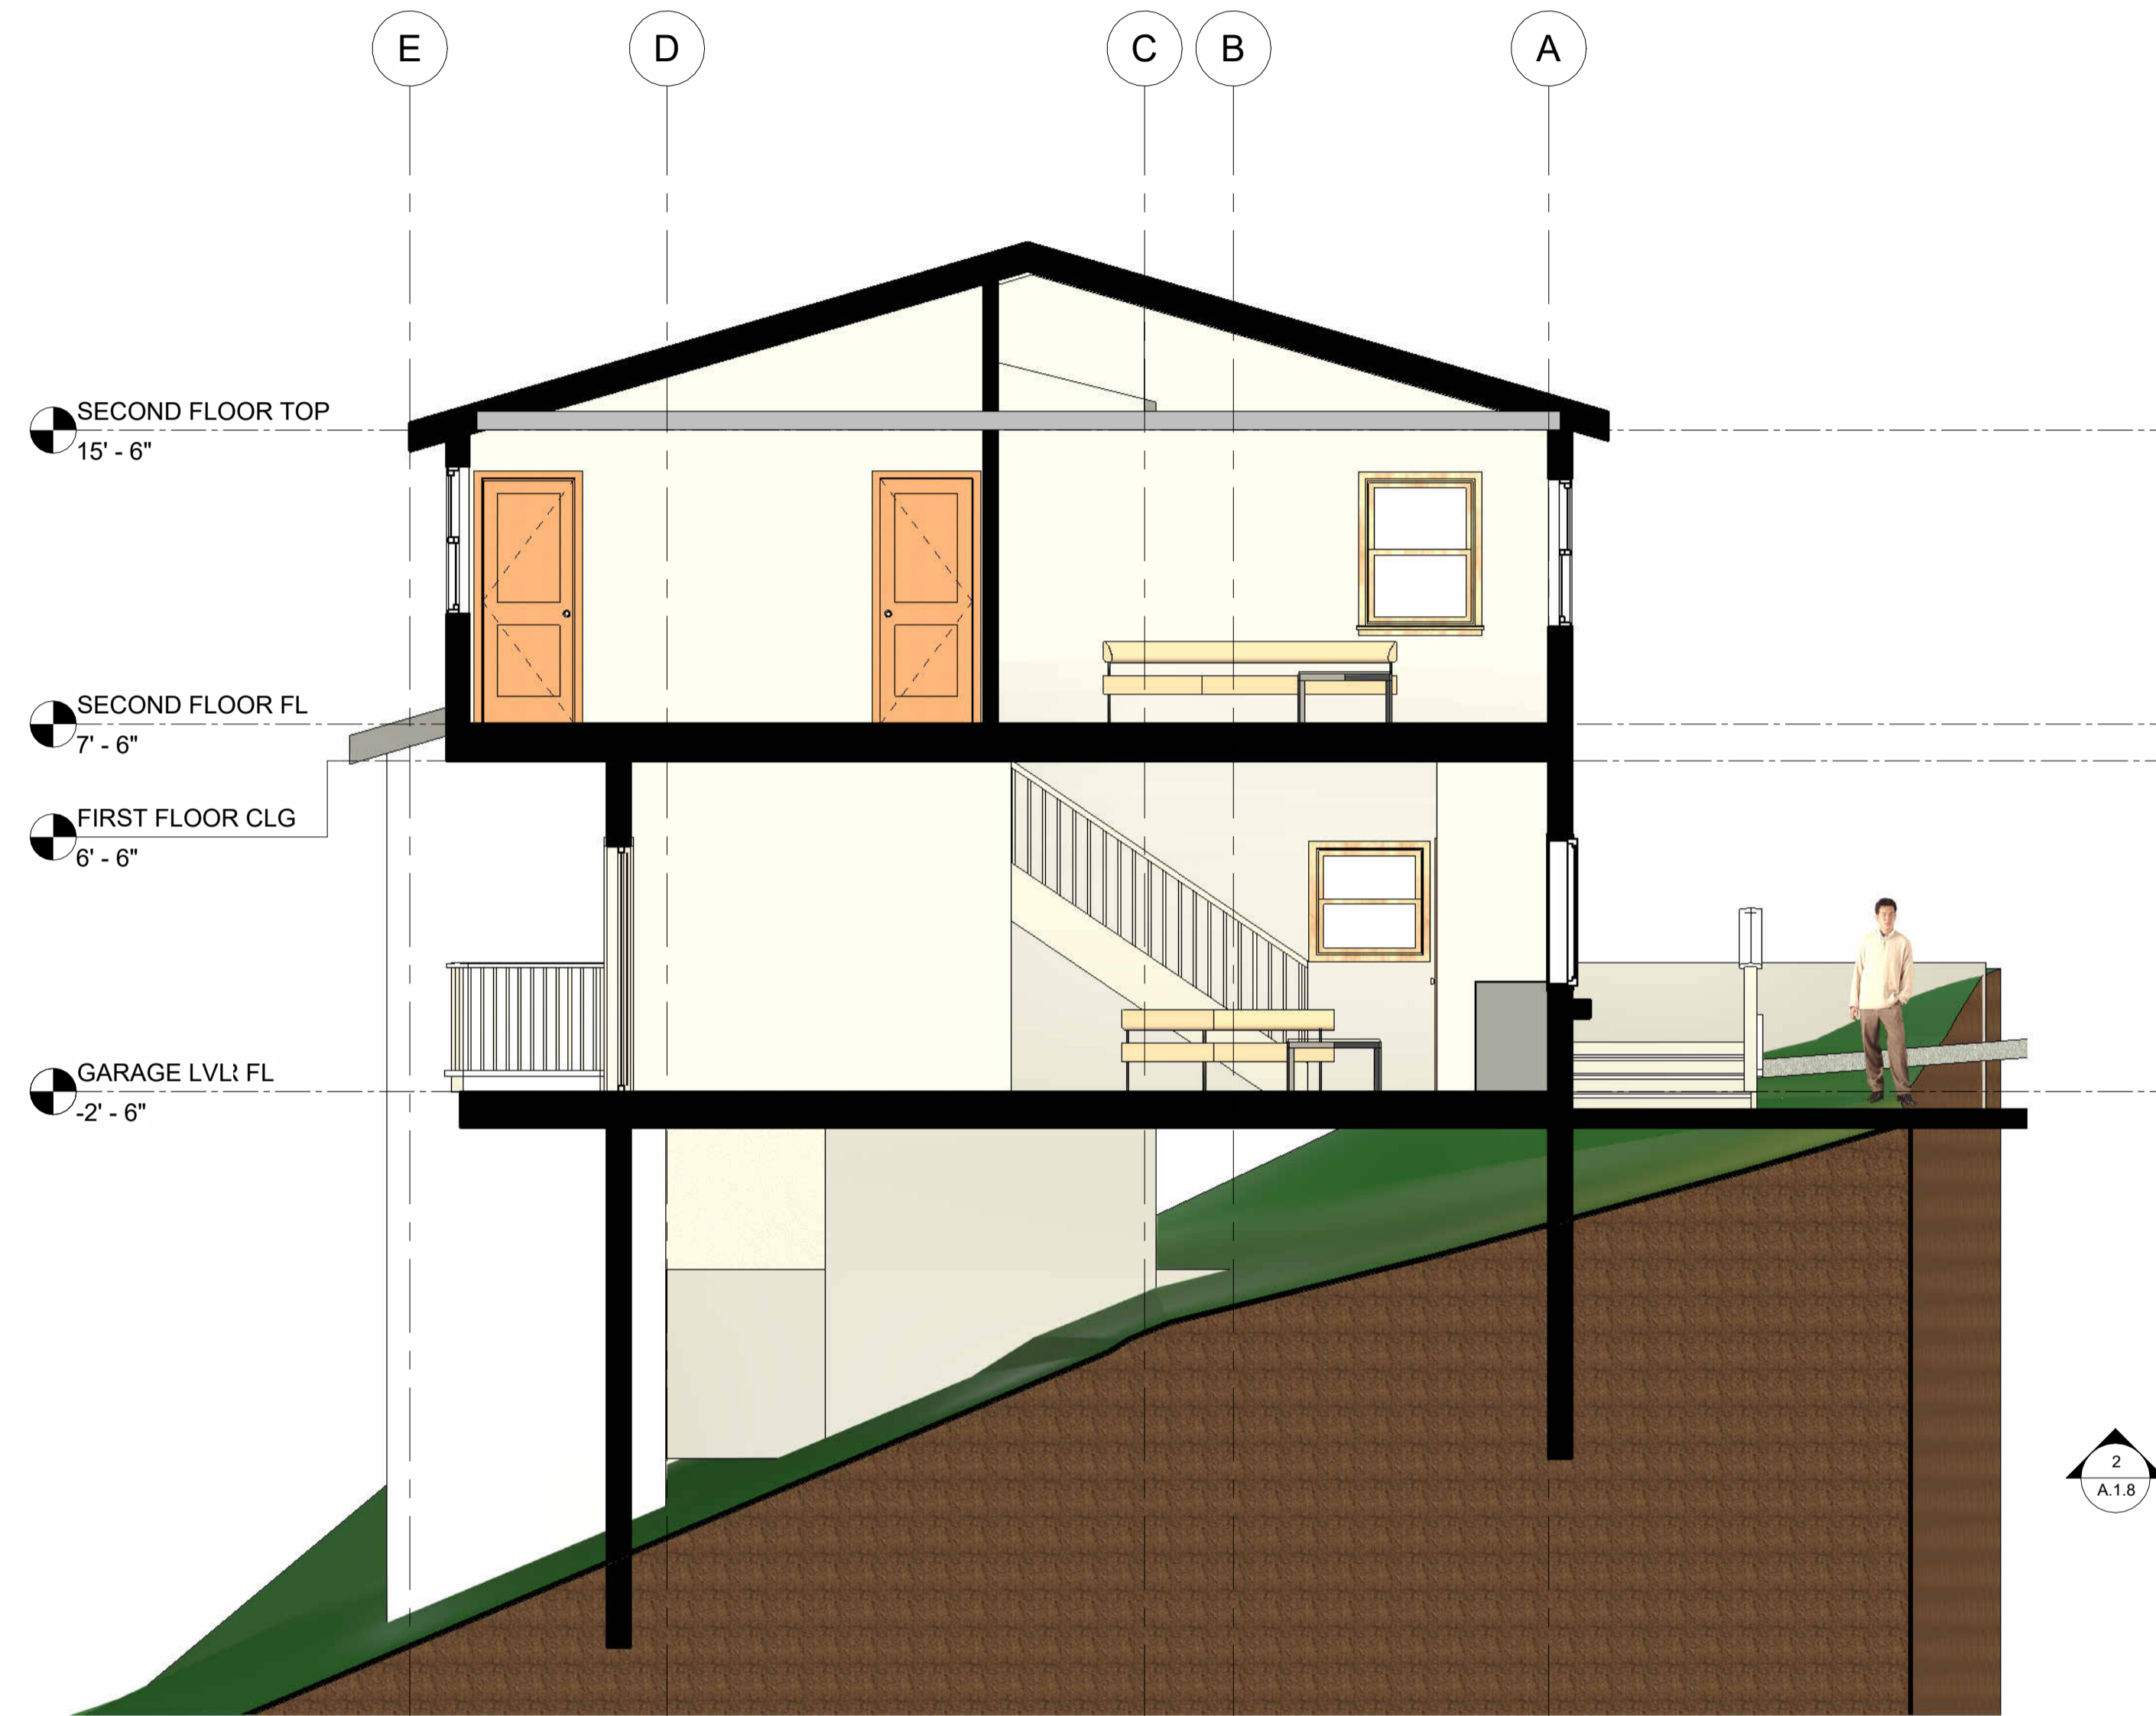 E
D
C
B
A
SECOND FLOOR TOP
15' - 6"
SECOND FLOOR FL
7' - 6"
FIRST FLOOR CLG
6' - 6"
GARAGE LVL FL
-2' - 6"
2
A.1.8